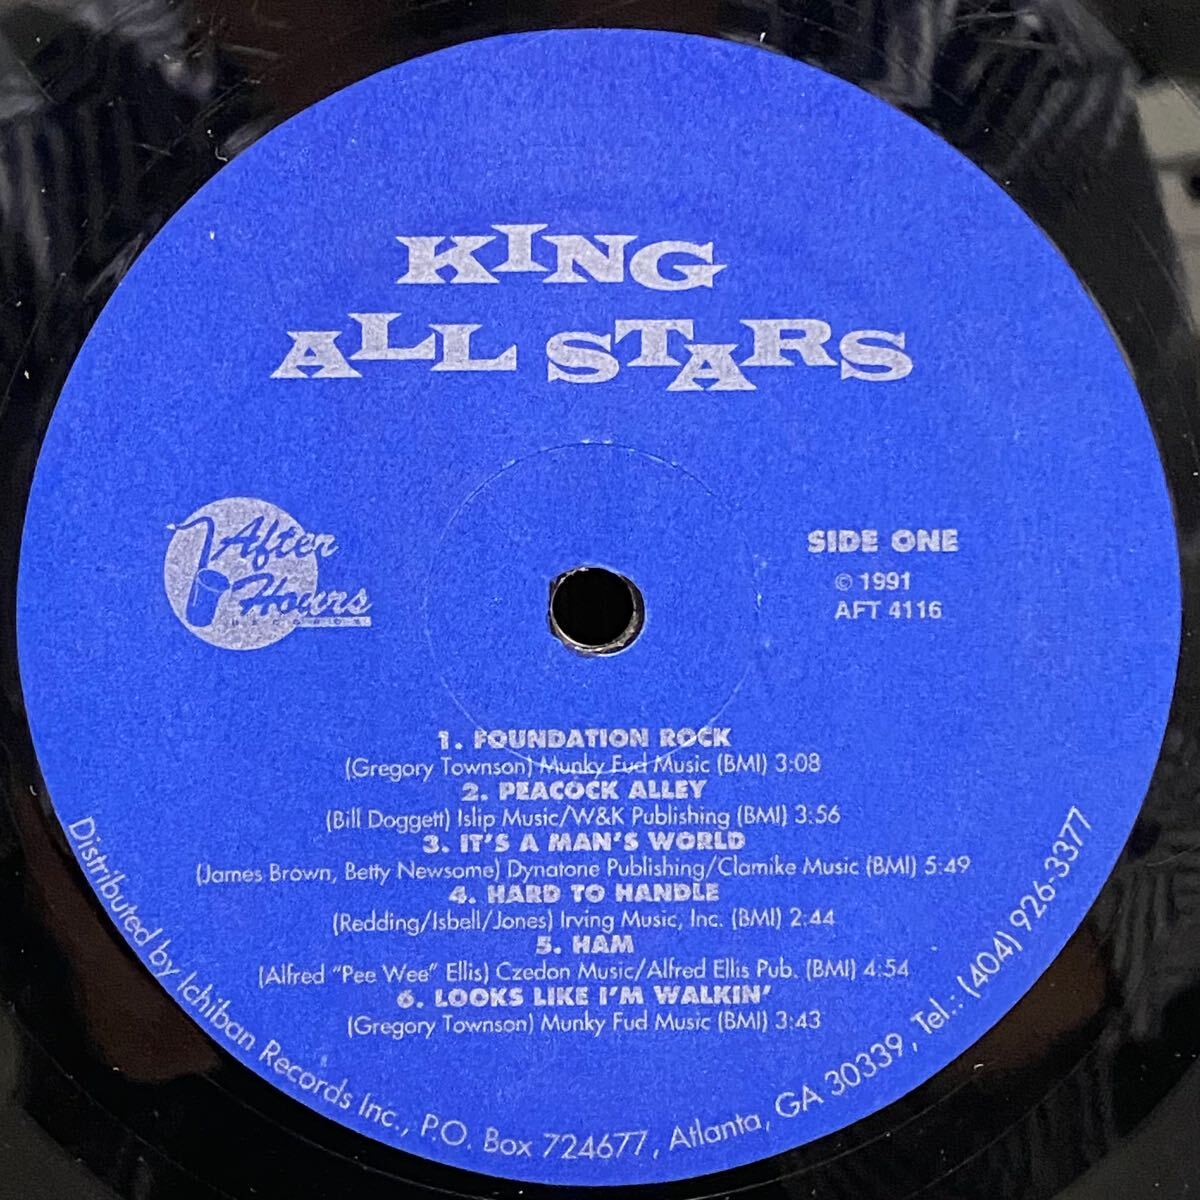 KING
ALL STARS
After
Hours
RECORDS
SIDE ONE
© 1991
AFT 4116
1. FOUNDATION ROCK
(Gregory Townson) Munky Fud Music (BMI) 3:08
2. PEACOCK ALLEY
(Bill Doggett) Islip Music/W&K Publishing (BMI) 3:56
3. IT'S A MAN'S WORLD
(James Brown, Betty Newsome) Dynatone Publishing/Clamike Music (BMI) 5:49
4. HARD TO HANDLE
(Redding/Isbell/Jones) Irving Music, Inc. (BMI) 2:44
5. HAM
(Alfred "Pee Wee" Ellis) Czedon Music/Alfred Ellis Pub. (BMI) 4:54
6. LOOKS LIKE I'M WALKIN'
(Gregory Townson) Munky Fud Music (BMI) 3:43
Distributed by Ichiban Records Inc., P.O. Box 724677, Atlanta, GA 30339, Tel.: (404) 926-3377